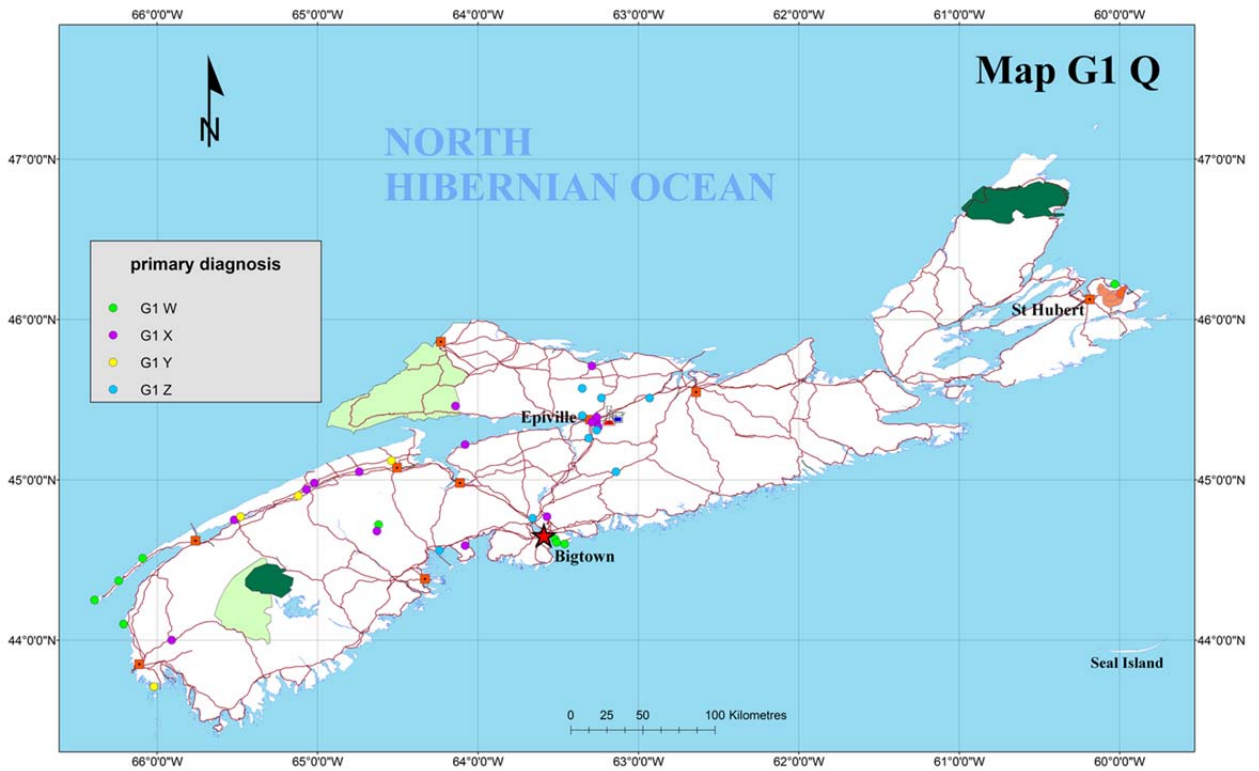 66°0'0"W 65°0'0"W 64°0'0"W 63°0'0"W 62°0'0"W 61°0'0"W 60°0'0"W
Map G1 Q
N
NORTH
HIBERNIAN OCEAN
47°0'0"N 47°0'0"N
primary diagnosis
G1 W
G1 X
G1 Y
G1 Z
46°0'0"N 46°0'0"N
St Hubert
Epiville
45°0'0"N 45°0'0"N
Bigtown
44°0'0"N 44°0'0"N
Seal Island
0 25 50 100 Kilometres
66°0'0"W 65°0'0"W 64°0'0"W 63°0'0"W 62°0'0"W 61°0'0"W 60°0'0"W